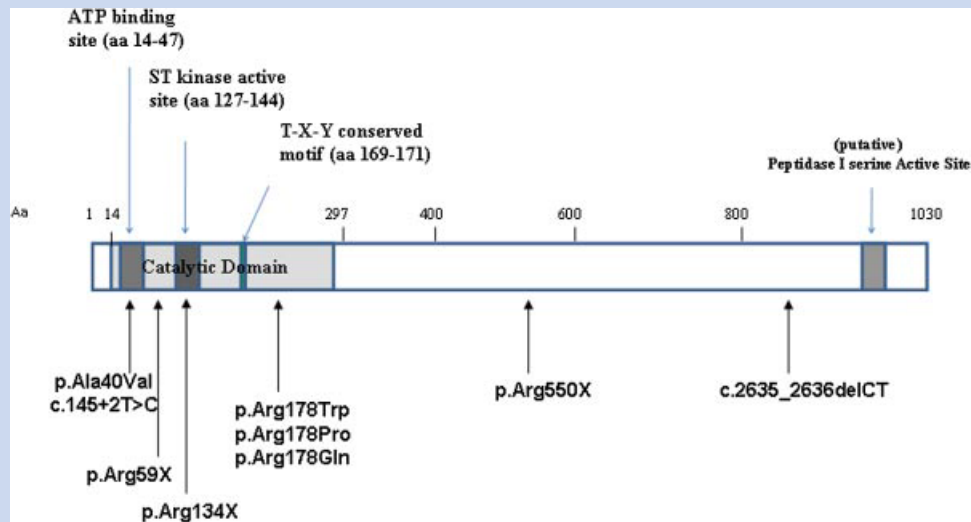 ATP binding
site (aa 14-47)
ST kinase active
site (aa 127-144)
T-X-Y conserved
motif (aa 169-171)
(putative)
Peptidase I serine Active Site
Aa 1 14 297 400 600 800 1030
Catalytic Domain
p.Ala40Val
c.145+2T>C
p.Arg59X
p.Arg134X
p.Arg178Trp
p.Arg178Pro
p.Arg178Gln
p.Arg550X
c.2635_2636delCT